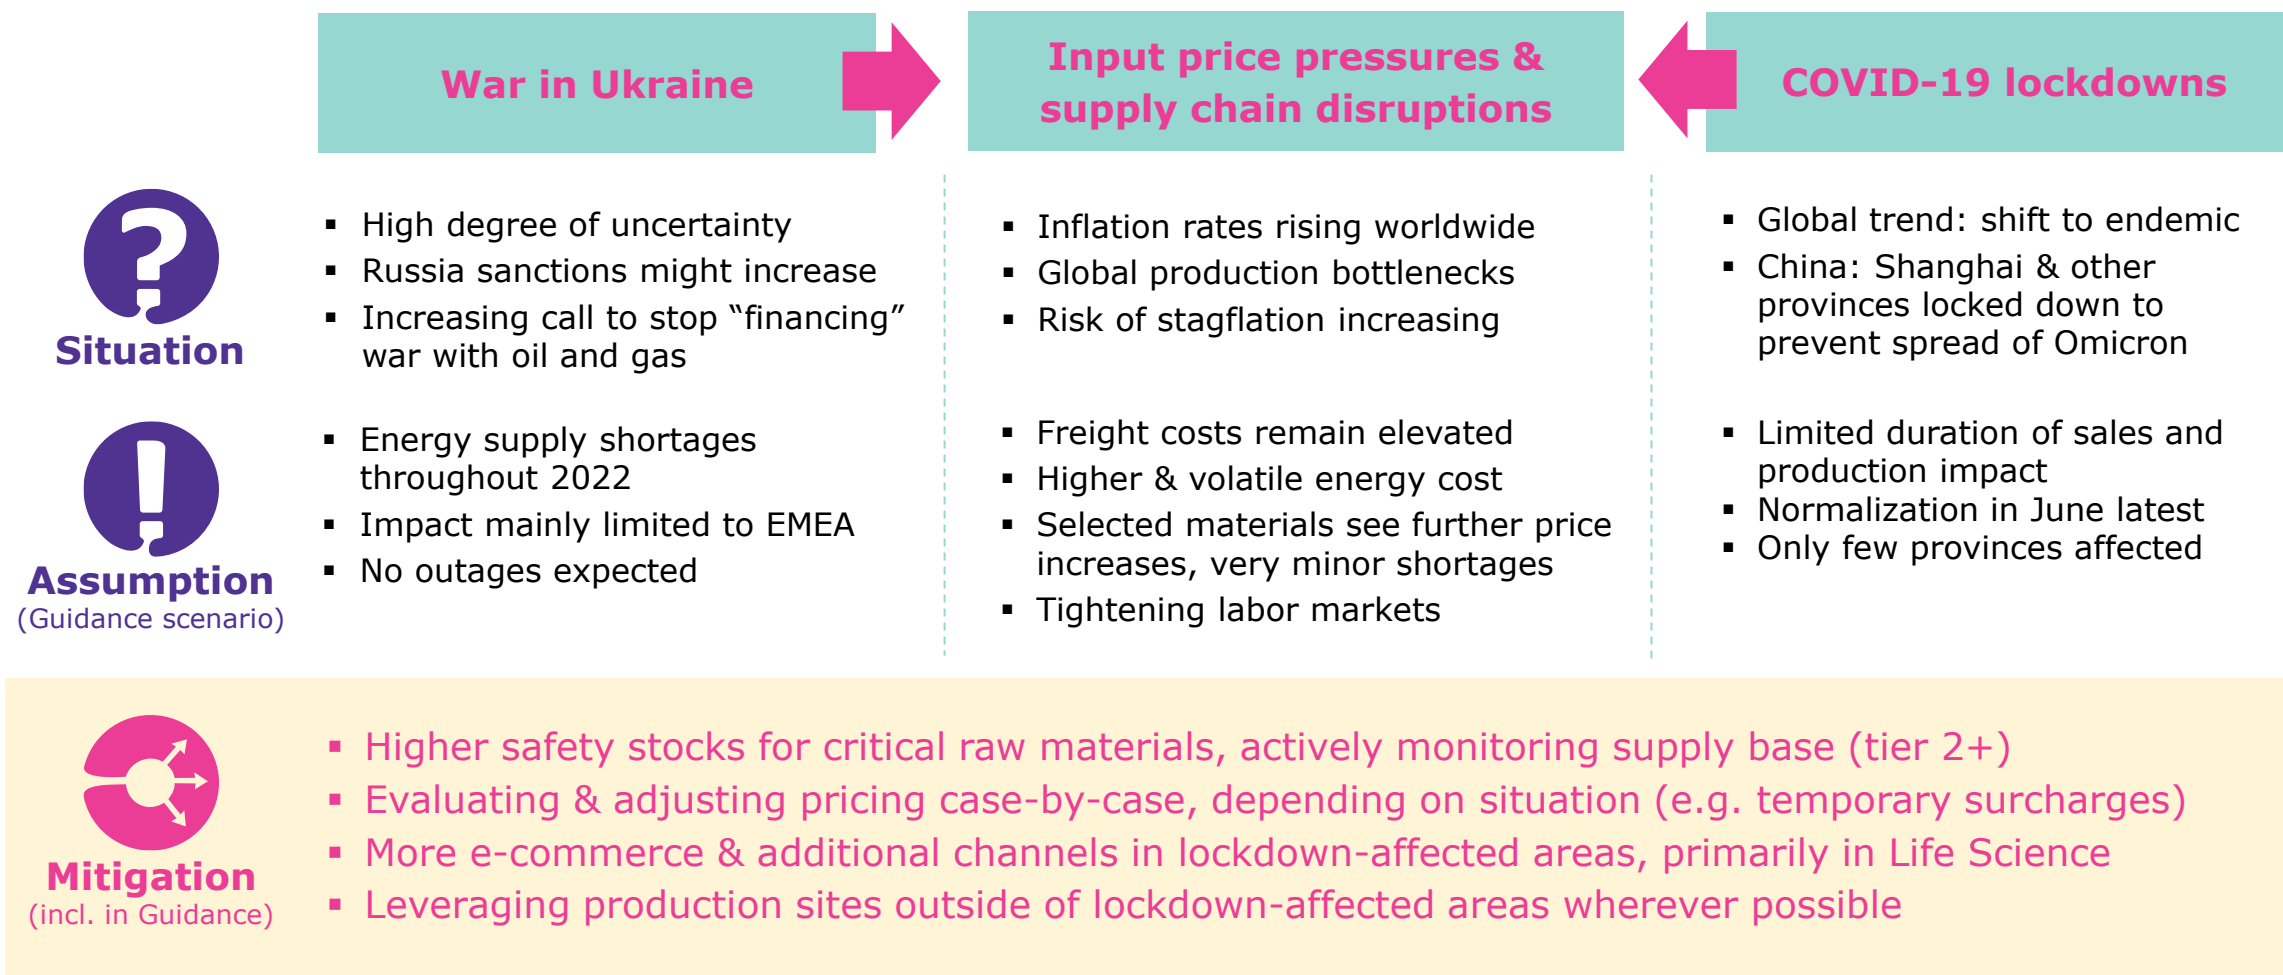 War in Ukraine
Input price pressures &
supply chain disruptions
COVID-19 lockdowns
Situation
▪ High degree of uncertainty
▪ Russia sanctions might increase
▪ Increasing call to stop “financing”
war with oil and gas
▪ Inflation rates rising worldwide
▪ Global production bottlenecks
▪ Risk of stagflation increasing
▪ Global trend: shift to endemic
▪ China: Shanghai & other
provinces locked down to
prevent spread of Omicron
Assumption
(Guidance scenario)
▪ Energy supply shortages
throughout 2022
▪ Impact mainly limited to EMEA
▪ No outages expected
▪ Freight costs remain elevated
▪ Higher & volatile energy cost
▪ Selected materials see further price
increases, very minor shortages
▪ Tightening labor markets
▪ Limited duration of sales and
production impact
▪ Normalization in June latest
▪ Only few provinces affected
Mitigation
(incl. in Guidance)
▪ Higher safety stocks for critical raw materials, actively monitoring supply base (tier 2+)
▪ Evaluating & adjusting pricing case-by-case, depending on situation (e.g. temporary surcharges)
▪ More e-commerce & additional channels in lockdown-affected areas, primarily in Life Science
▪ Leveraging production sites outside of lockdown-affected areas wherever possible